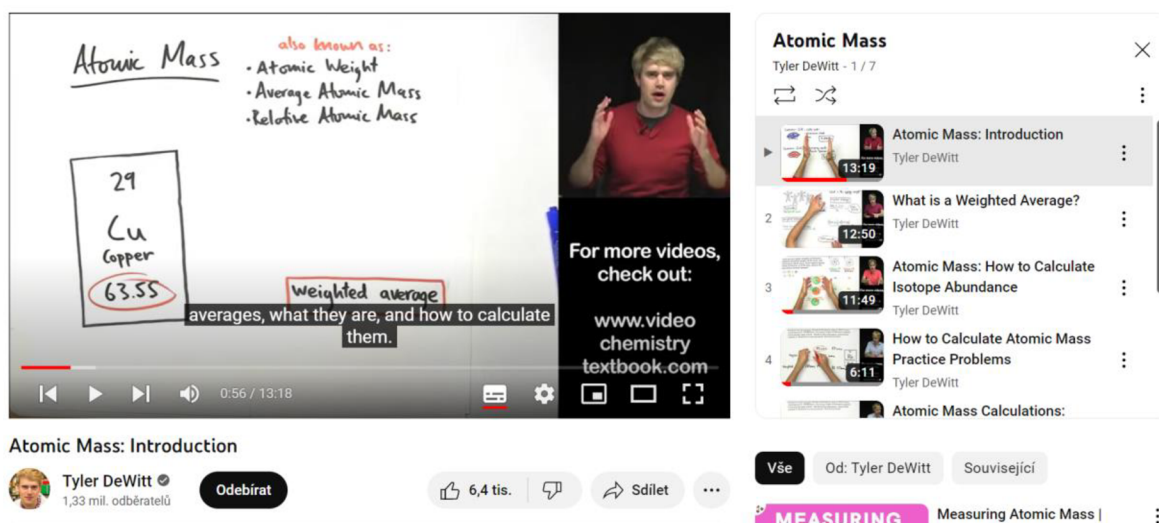 Atomic Mass
also known as:
• Atomic Weight
• Average Atomic Mass
• Relative Atomic Mass
29
Cu
Copper
63.55
weighted average
averages, what they are, and how to calculate
them.
For more videos,
check out:
www.video
chemistry
textbook.com
0:56 / 13:18
Atomic Mass: Introduction
Tyler DeWitt
1,33 mil. odběratelů
Odebírat
6,4 tis.
Sdílet
Atomic Mass
Tyler DeWitt - 1 / 7
13:19
Atomic Mass: Introduction
Tyler DeWitt
2
12:50
What is a Weighted Average?
Tyler DeWitt
3
11:49
Atomic Mass: How to Calculate
Isotope Abundance
Tyler DeWitt
4
6:11
How to Calculate Atomic Mass
Practice Problems
Tyler DeWitt
Atomic Mass Calculations:
Vše
Od: Tyler DeWitt
Související
MEASURING
Measuring Atomic Mass |